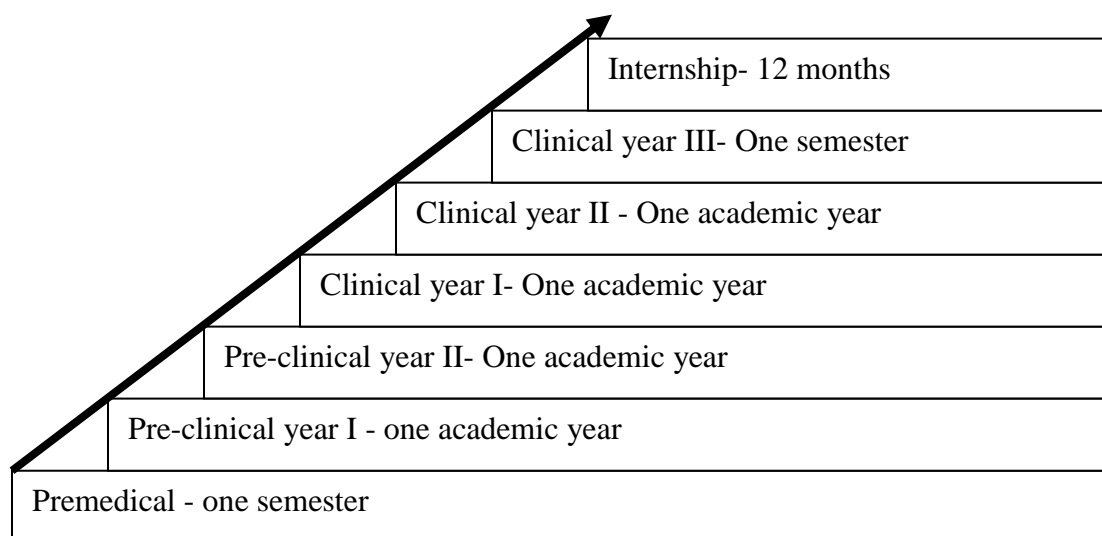 Internship- 12 months
Clinical year III- One semester
Clinical year II - One academic year
Clinical year I- One academic year
Pre-clinical year II- One academic year
Pre-clinical year I - one academic year
Premedical - one semester